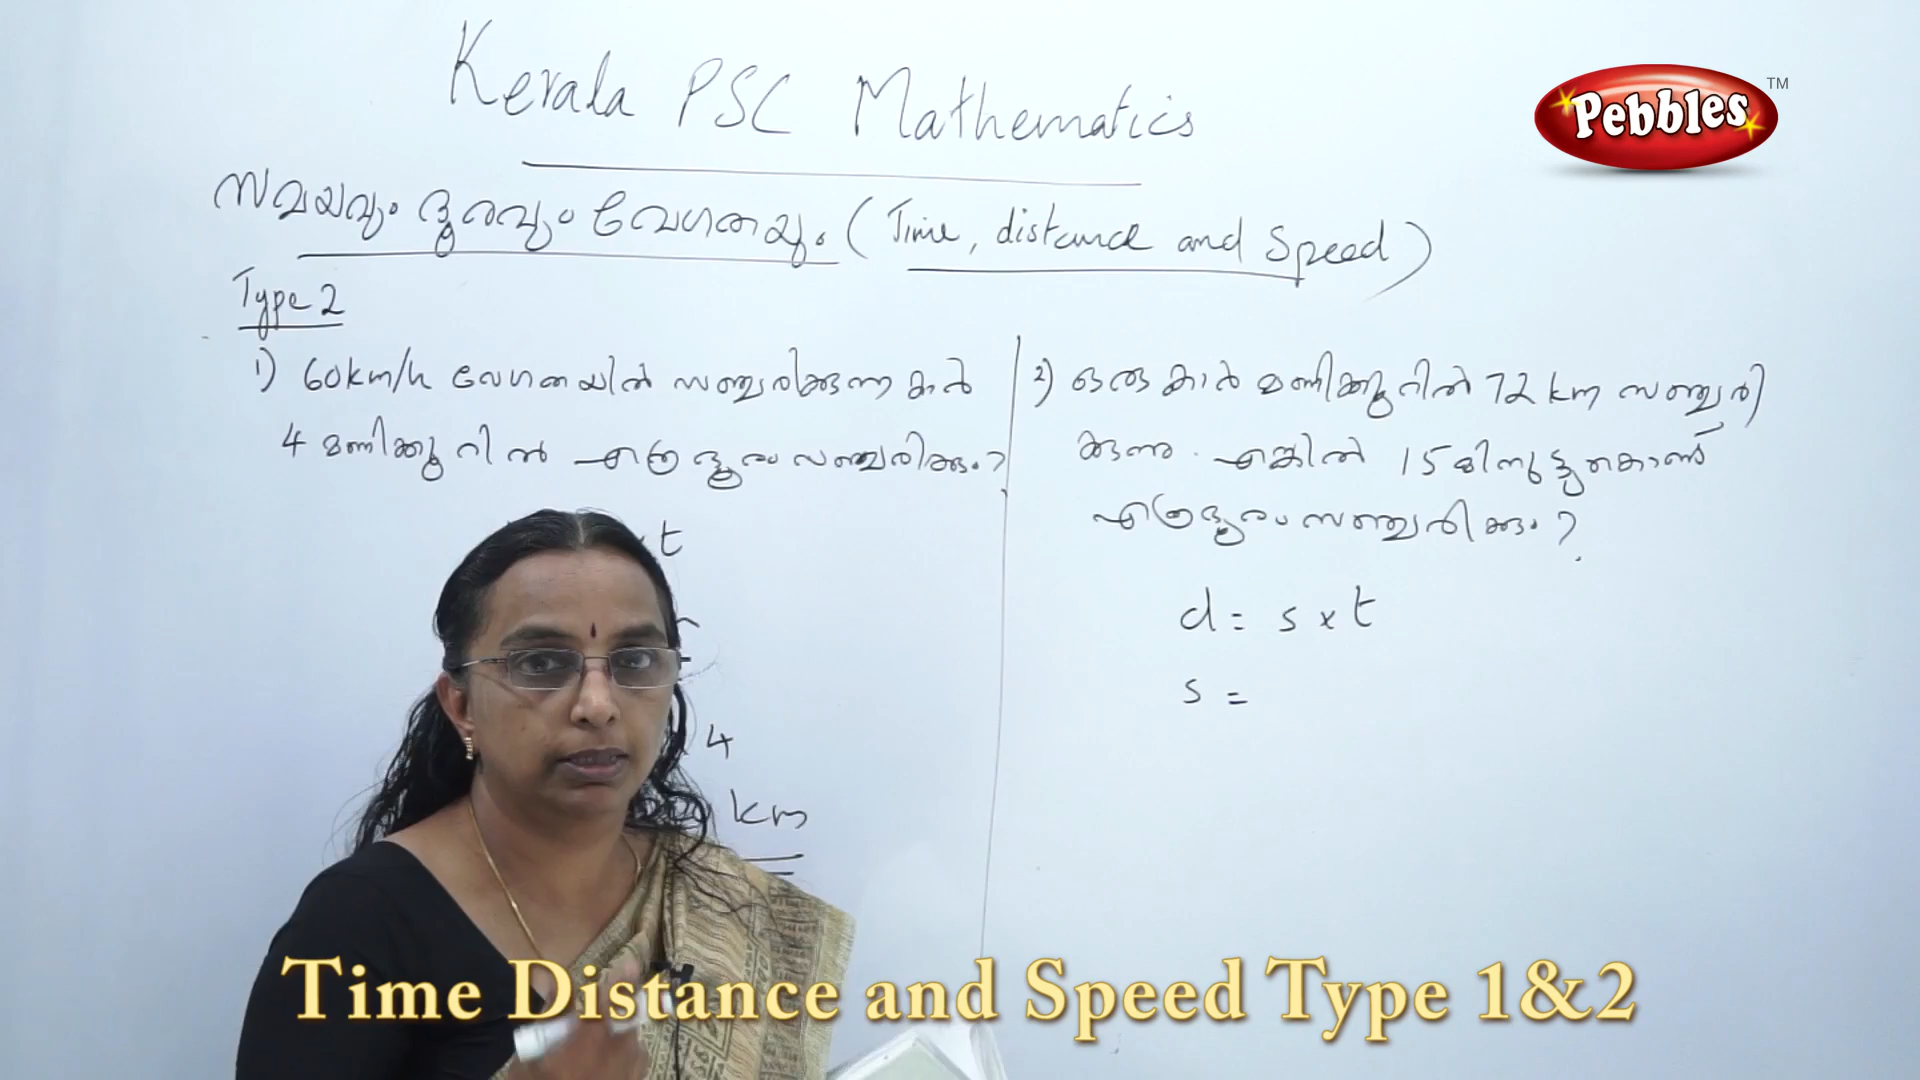 Kerala PSC Mathematics
Pebbles TM
സമയവും ദൂരവും വേഗതയും (Time, distance and Speed)
Type 2
1) 60km/h വേഗതയിൽ സഞ്ചരിക്കുന്ന കാർ
4 മണിക്കൂറിൽ എത്ര ദൂരം സഞ്ചരിക്കും?
t
4
km
2) ഒരു കാർ മണിക്കൂറിൽ 72 km സഞ്ചരി
ക്കുന്നു. എങ്കിൽ 15 മിനുട്ടു കൊണ്ട്
എത്ര ദൂരം സഞ്ചരിക്കും?
d = s x t
s =
Time Distance and Speed Type 1&2